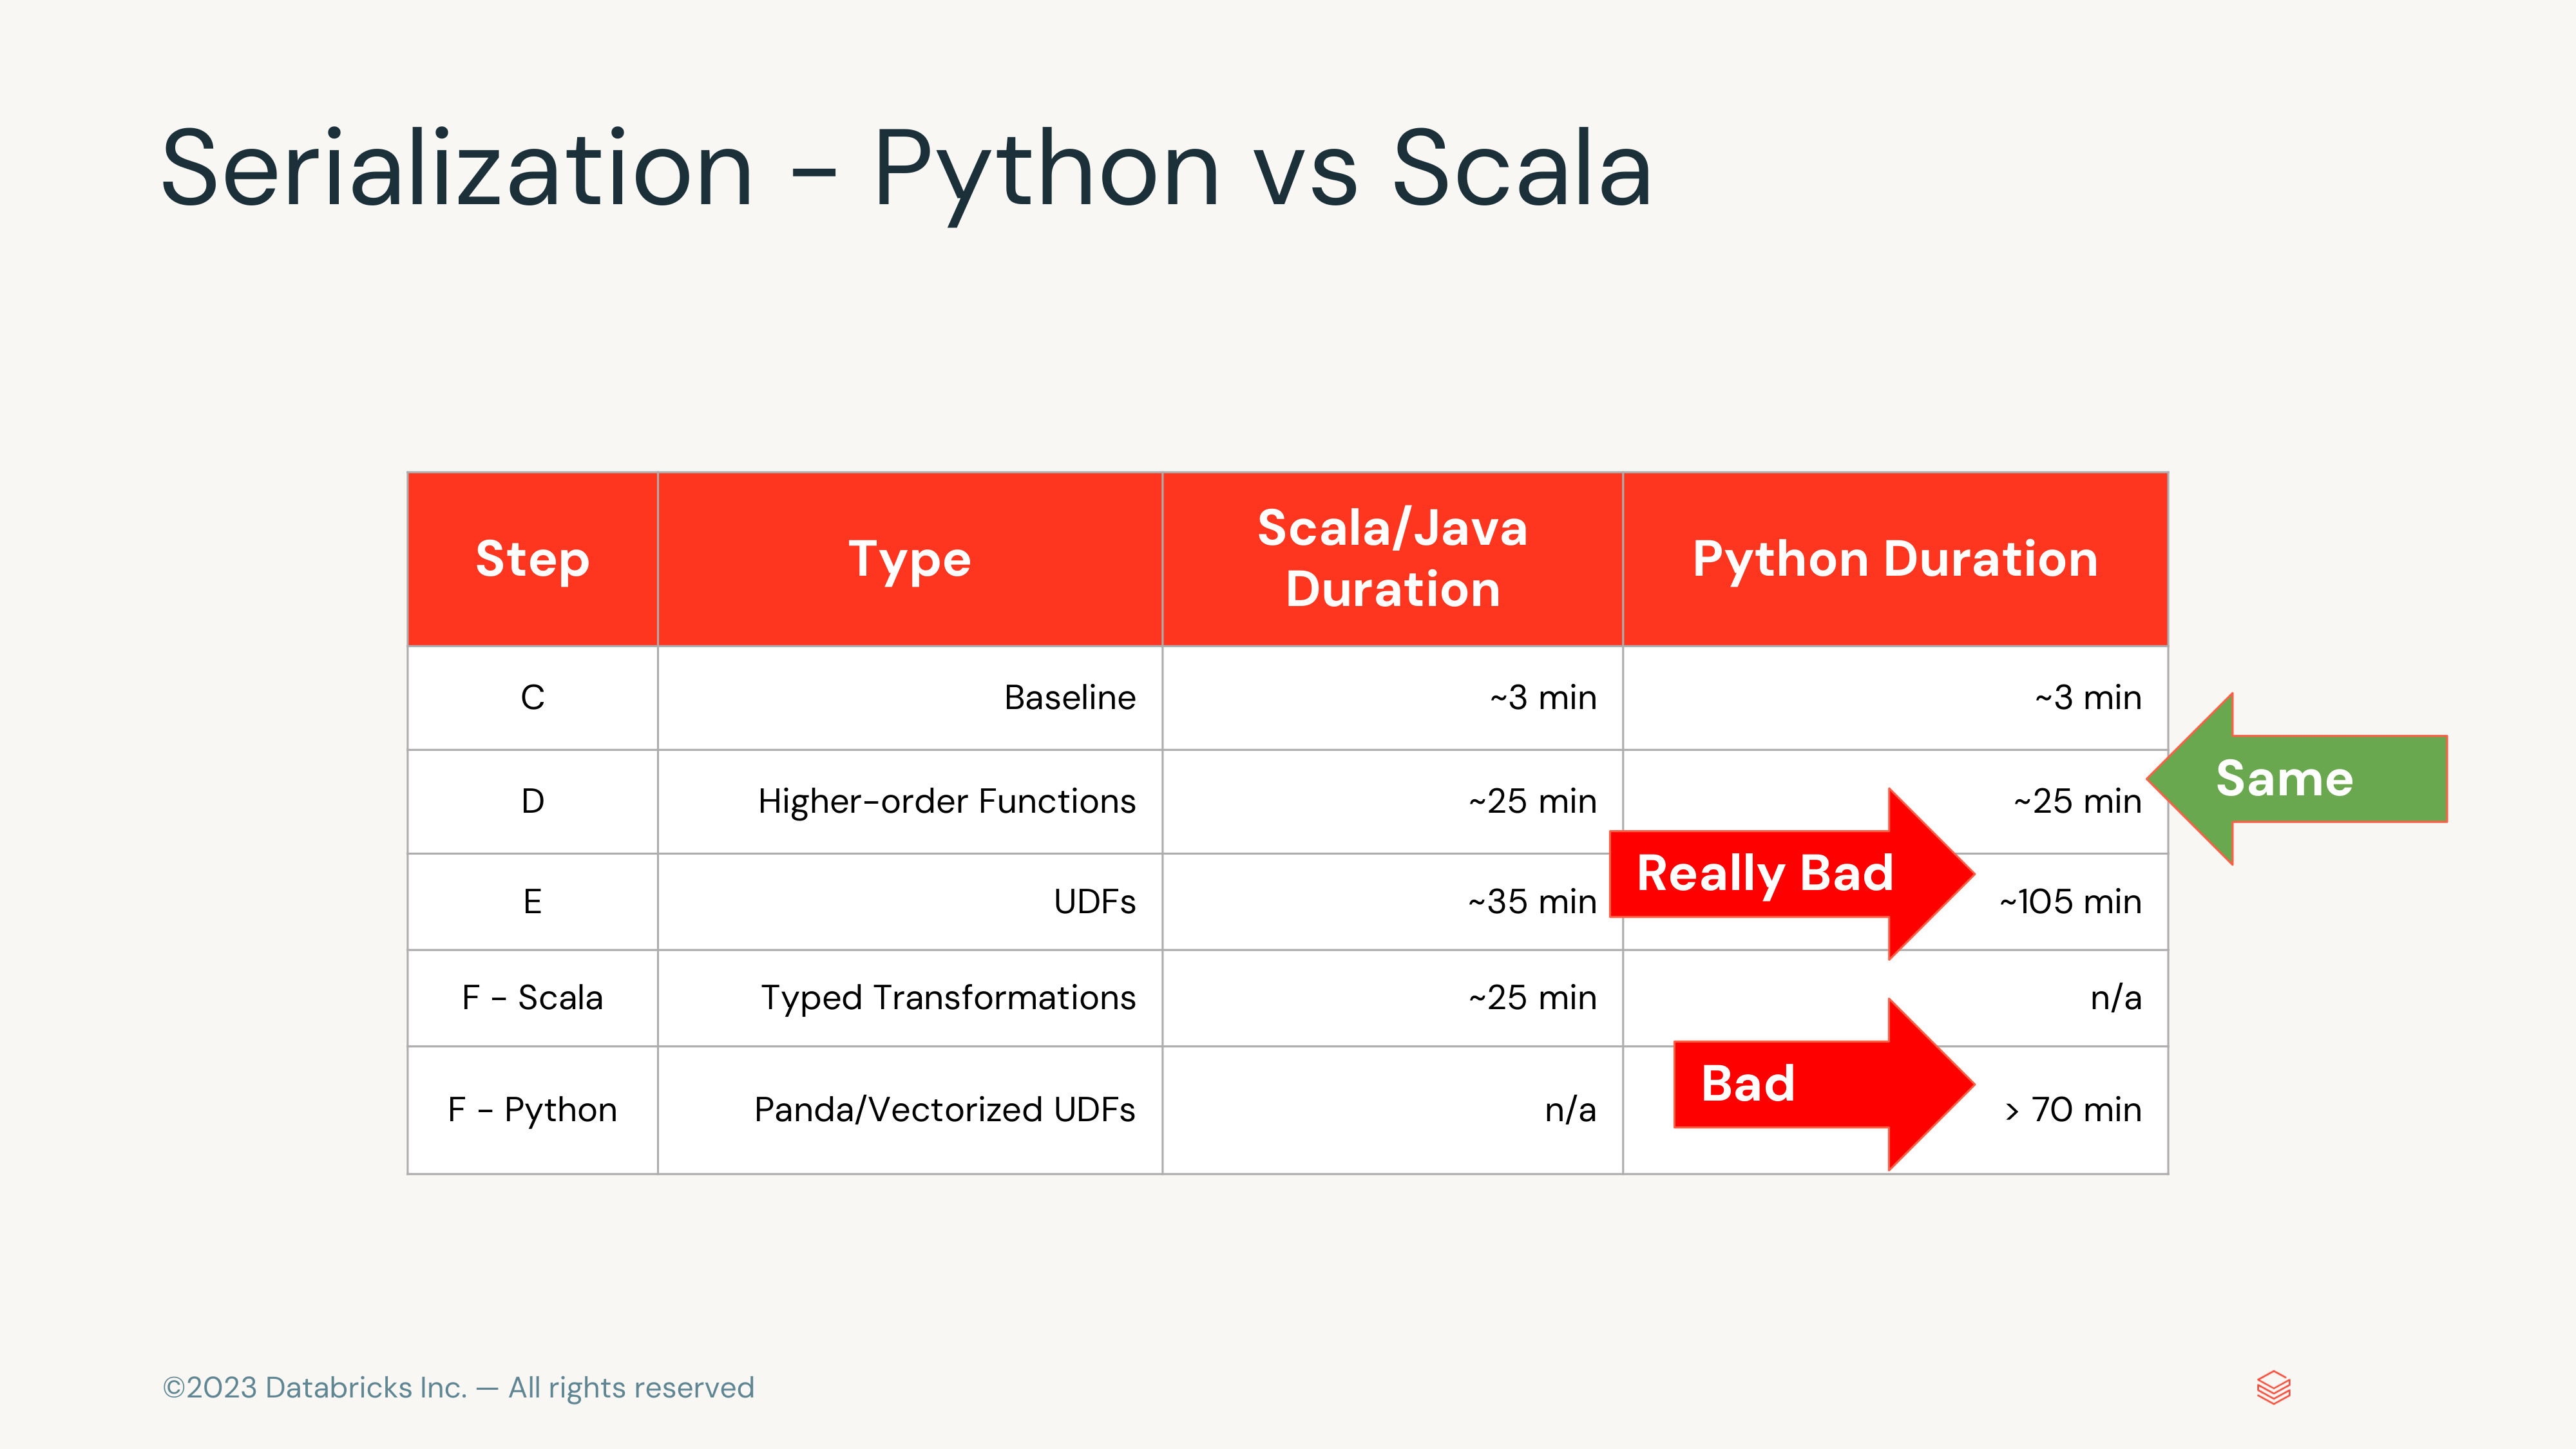 Serialization - Python vs Scala
Step
Type
Scala/Java
Duration
Python Duration
C
Baseline
~3 min
~3 min
D
Higher-order Functions
~25 min
~25 min
Same
E
UDFs
~35 min
Really Bad
~105 min
F - Scala
Typed Transformations
~25 min
n/a
F - Python
Panda/Vectorized UDFs
n/a
Bad
> 70 min
©2023 Databricks Inc. — All rights reserved